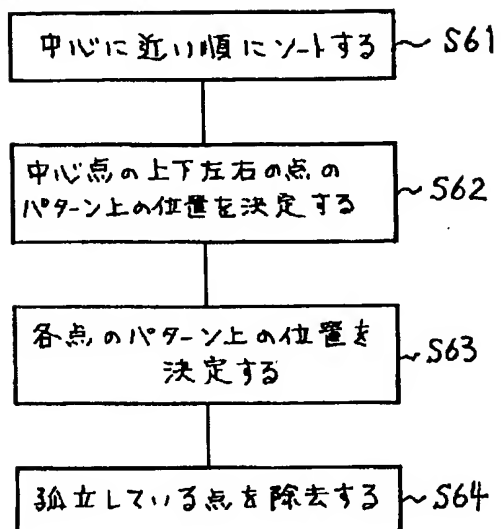 中心に近い順にソートする ~ S61
中心点の上下左右の点の
パターン上の位置を決定する ~ S62
各点のパターン上の位置を
決定する ~ S63
孤立している点を除去する ~ S64